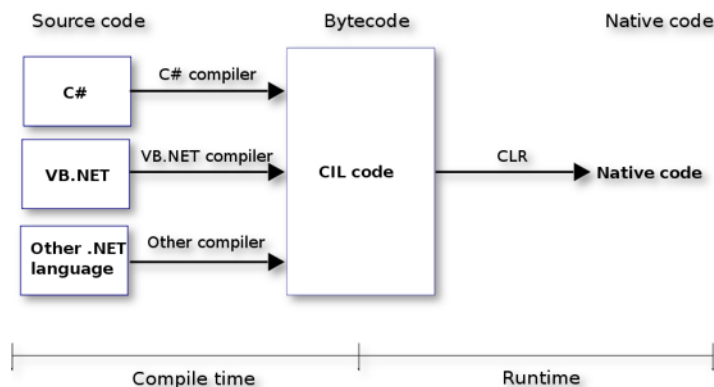 Source code
Bytecode
Native code
C#
C# compiler
VB.NET
VB.NET compiler
CIL code
CLR
Native code
Other .NET
language
Other compiler
Compile time
Runtime